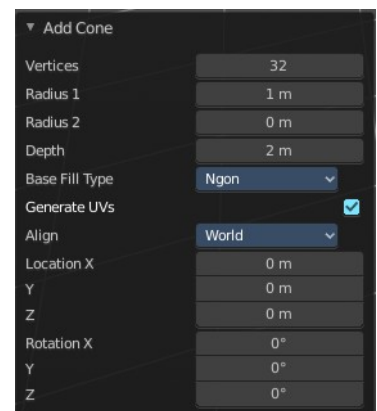 Add Cone
Vertices 32
Radius 1 1 m
Radius 2 0 m
Depth 2 m
Base Fill Type Ngon
Generate UVs
Align World
Location X 0 m
Y 0 m
Z 0 m
Rotation X 0°
Y 0°
Z 0°